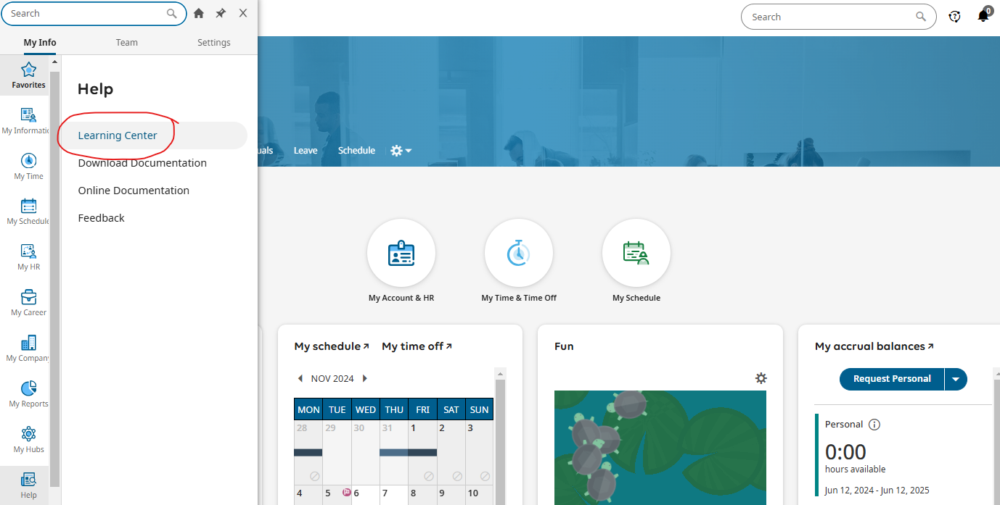 Search
My Info
Team
Settings
Favorites
My Informatic
My Time
My Schedule
My HR
My Career
My Company
My Reports
My Hubs
Help
Help
Learning Center
Download Documentation
Online Documentation
Feedback
Search
0
uals
Leave
Schedule
My Account & HR
My Time & Time Off
My Schedule
My schedule
My time off
NOV 2024
MON TUE WED THU FRI SAT SUN
28 29 30 31 1 2 3
4 5 6 7 8 9 10
Fun
My accrual balances
Request Personal
Personal
0:00
hours available
Jun 12, 2024 - Jun 12, 2025